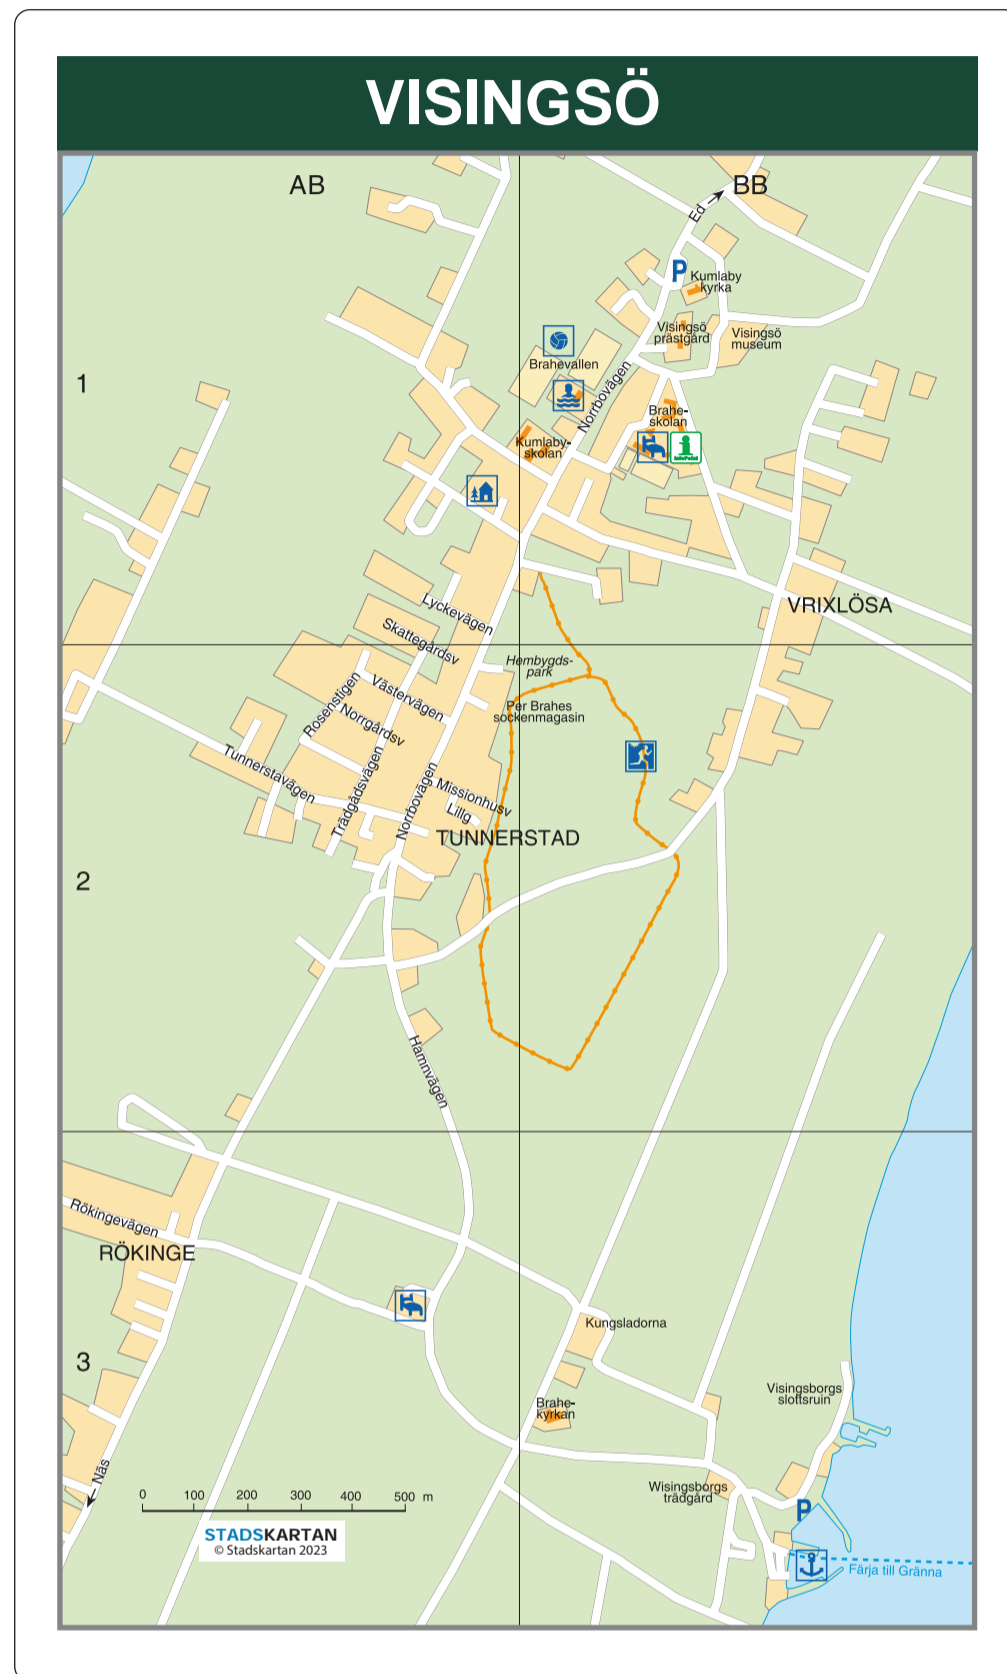 VISINGSÖ
AB
BB
Ed
P
Kumlaby
kyrka
Visingsö
prästgård
Visingsö
museum
Brahevallen
1
Norrbovägen
Brahe-
skolan
Kumlaby-
skolan
InfoPoint
Lyckevägen
VRIXLÖSA
Skattegårdsv
Hembygds-
park
Rosenstigen
Västervägen
Per Brahes
sockenmagasin
Norrgårdsv
Tunnerstavägen
Trädgådsvägen
Norrbovägen
Missionhusv
Lillg
TUNNERSTAD
2
Hamnvägen
Rökingevägen
RÖKINGE
Kungsladorna
3
Visingsborgs
slottsruin
Brahe-
kyrkan
Näs
Wisingsborgs
trädgård
0 100 200 300 400 500 m
P
STADSKARTAN
© Stadskartan 2023
Färja till Gränna